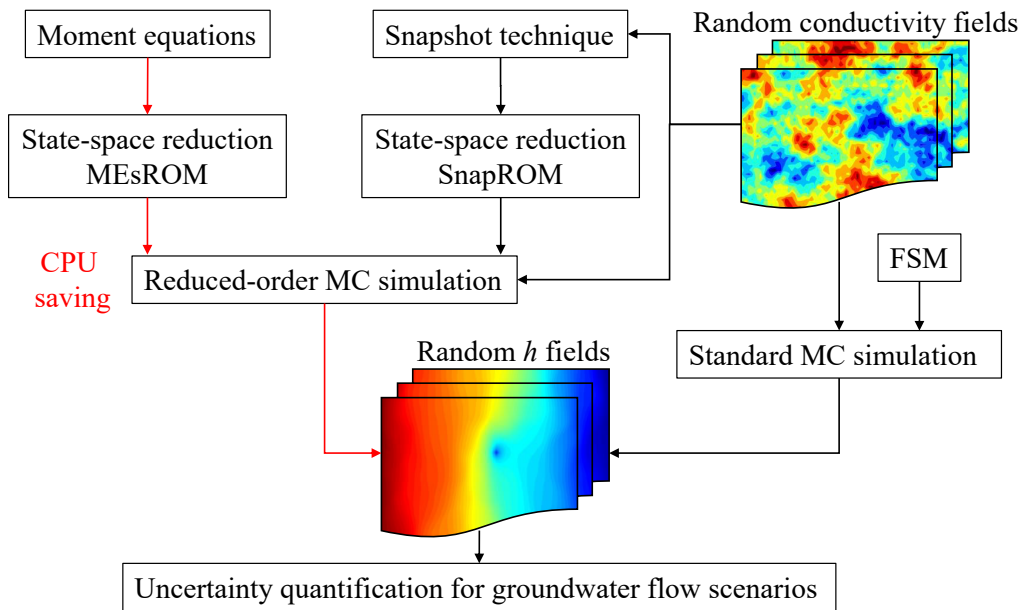 Moment equations
Snapshot technique
Random conductivity fields
State-space reduction
MEsROM
State-space reduction
SnapROM
CPU
saving
Reduced-order MC simulation
FSM
Random h fields
Standard MC simulation
Uncertainty quantification for groundwater flow scenarios